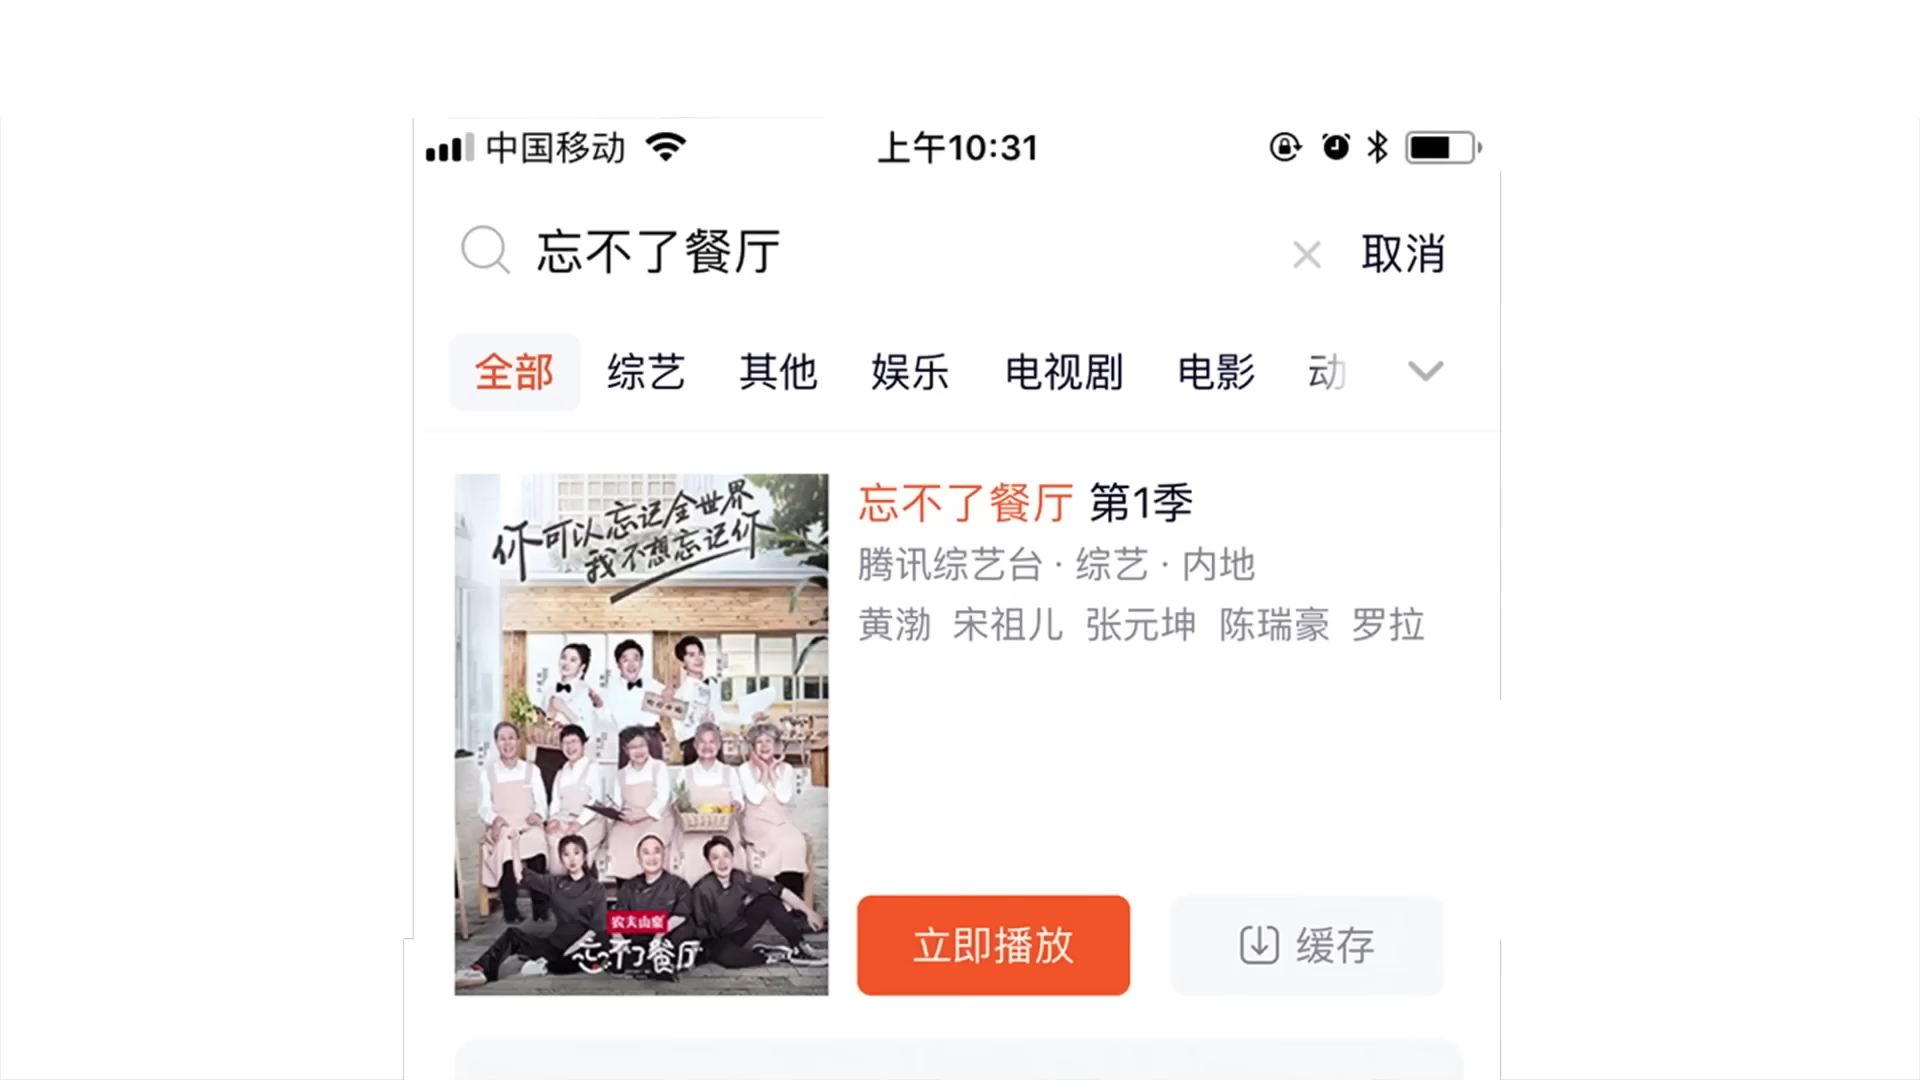 中国移动
上午10:31
忘不了餐厅
取消
全部 综艺 其他 娱乐 电视剧 电影 动
你可以忘记全世界
我不想忘记你
农夫山泉
忘不了餐厅
忘不了餐厅 第1季
腾讯综艺台 · 综艺 · 内地
黄渤 宋祖儿 张元坤 陈瑞豪 罗拉
立即播放
缓存